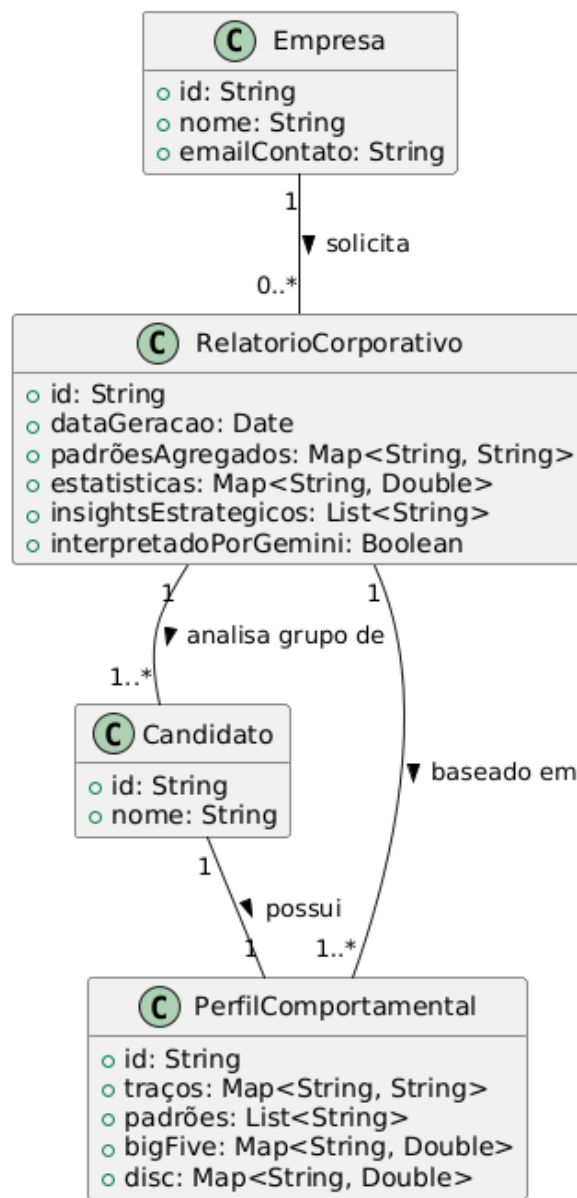 C Empresa
id: String
nome: String
emailContato: String
1
solicita
0..*
C RelatorioCorporativo
id: String
dataGeracao: Date
padrõesAgregados: Map<String, String>
estatisticas: Map<String, Double>
insightsEstrategicos: List<String>
interpretadoPorGemini: Boolean
1 1
analisa grupo de
1..*
C Candidato
id: String
nome: String
baseado em
1
possui
1 1..*
C PerfilComportamental
id: String
traços: Map<String, String>
padrões: List<String>
bigFive: Map<String, Double>
disc: Map<String, Double>